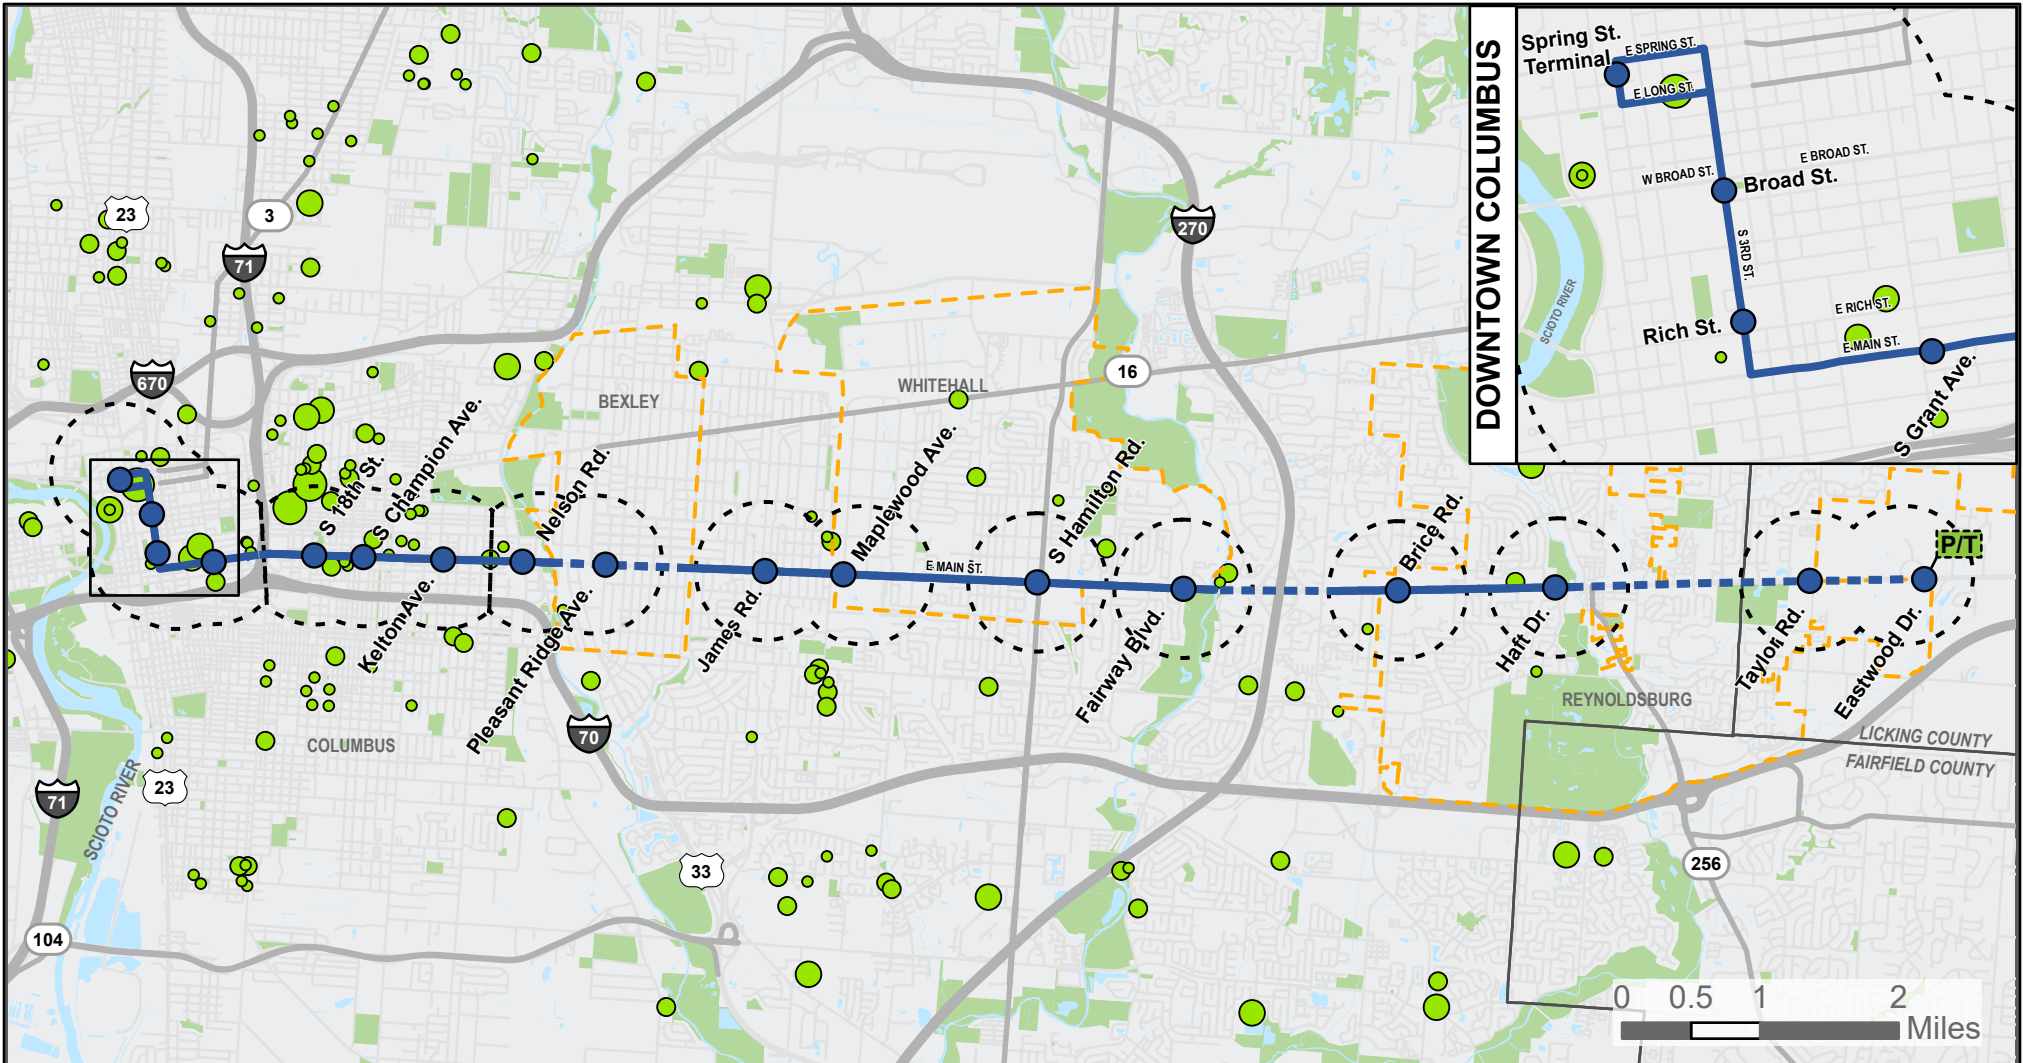 DOWNTOWN COLUMBUS
Spring St.
Terminal
E SPRING ST.
E LONG ST.
W BROAD ST.
E BROAD ST.
Broad St.
S 3RD ST.
SCIOTO RIVER
Rich St.
E RICH ST.
E MAIN ST.
S Grant Ave.
23
3
71
270
670
16
WHITEHALL
BEXLEY
S 18th St.
S Champion Ave.
Nelson Rd.
Maplewood Ave.
S Hamilton Rd.
Brice Rd.
P/T
E MAIN ST.
Kelton Ave.
Pleasant Ridge Ave.
James Rd.
Fairway Blvd.
Haft Dr.
Taylor Rd.
Eastwood Dr.
REYNOLDSBURG
COLUMBUS
70
LICKING COUNTY
FAIRFIELD COUNTY
71
23
SCIOTO RIVER
33
256
104
0 0.5 1 2
Miles